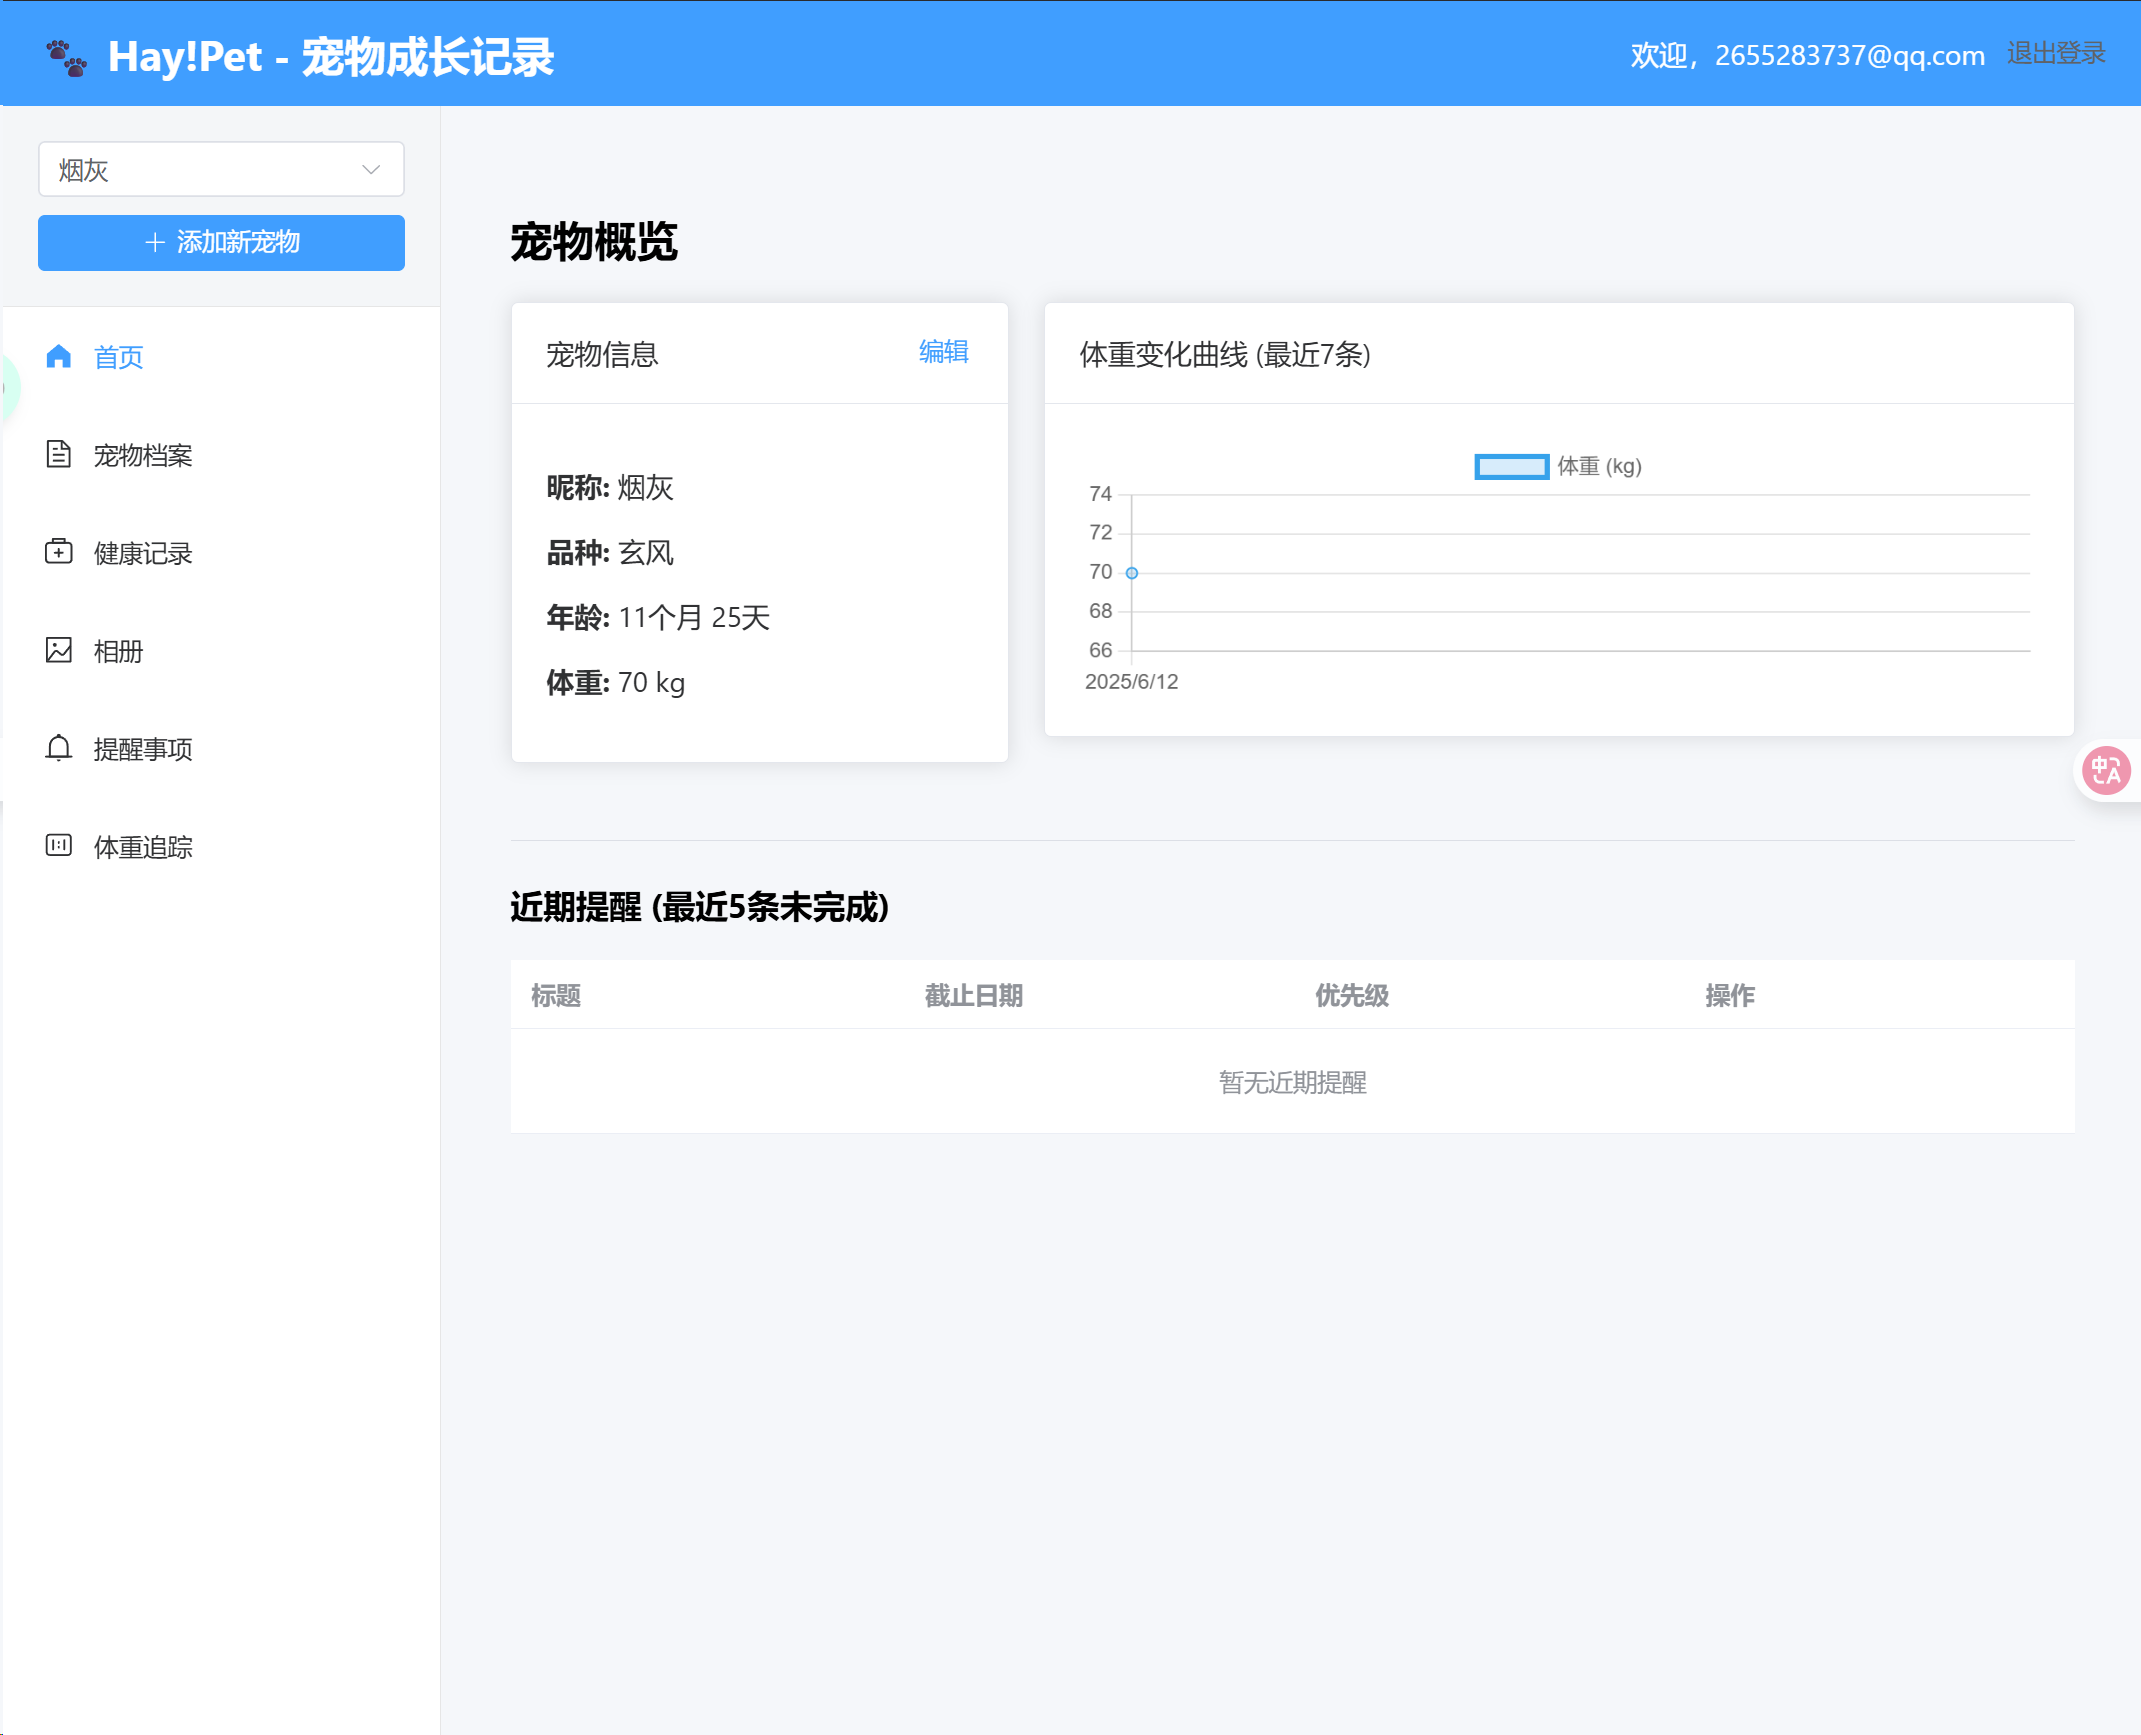 Hay!Pet - 宠物成长记录
欢迎，2655283737@qq.com 退出登录
烟灰
添加新宠物
首页
宠物档案
健康记录
相册
提醒事项
体重追踪
宠物概览
宠物信息 编辑
昵称: 烟灰
品种: 玄风
年龄: 11个月 25天
体重: 70 kg
体重变化曲线 (最近7条)
体重 (kg)
74
72
70
68
66
2025/6/12
近期提醒 (最近5条未完成)
标题 截止日期 优先级 操作
暂无近期提醒
中A